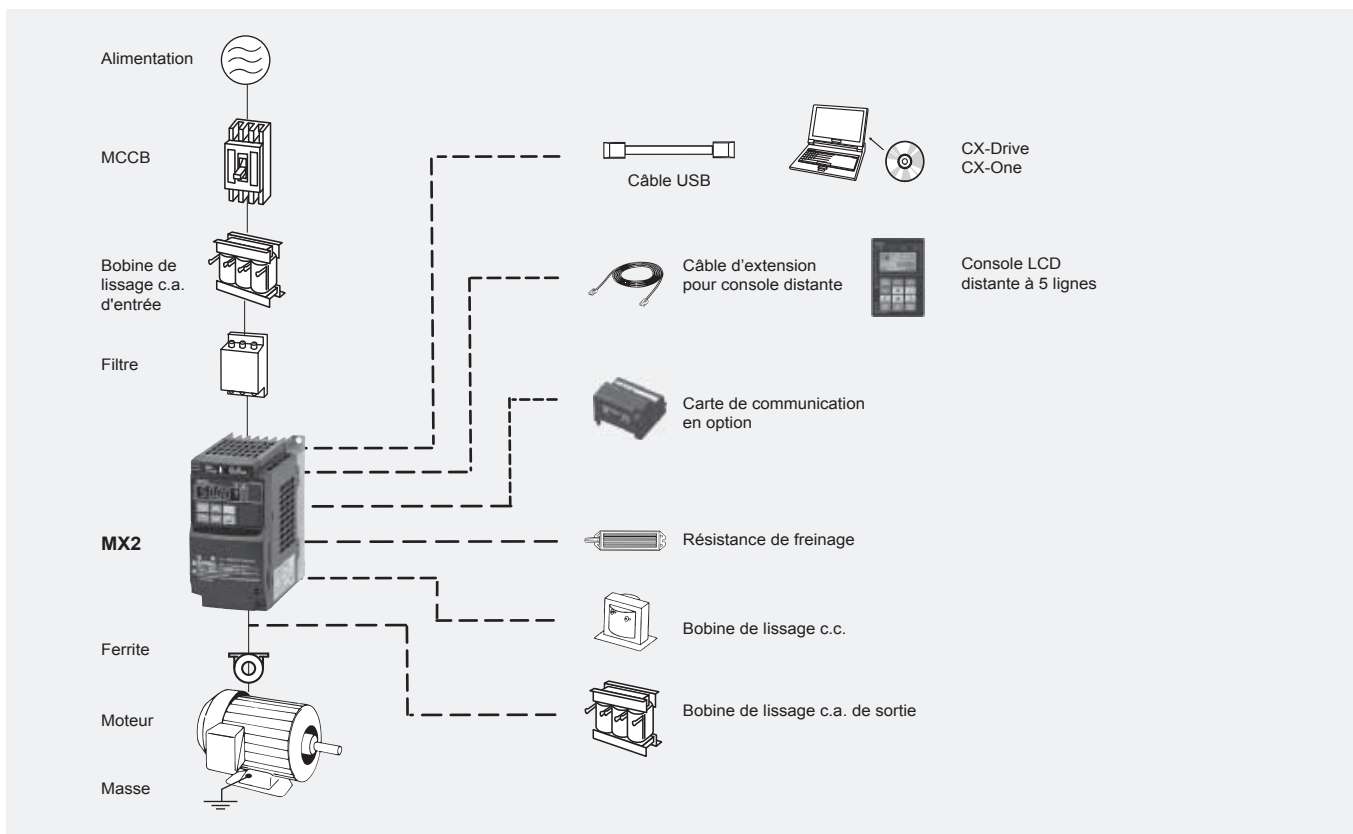 Alimentation
MCCB
Bobine de
lissage c.a.
d'entrée
Filtre
MX2
Ferrite
Moteur
Masse
Câble USB
CX-Drive
CX-One
Câble d’extension
pour console distante
Console LCD
distante à 5 lignes
Carte de communication
en option
Résistance de freinage
Bobine de lissage c.c.
Bobine de lissage c.a. de sortie